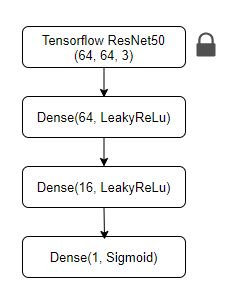 Tensorflow ResNet50
(64, 64, 3)
Dense(64, LeakyReLu)
Dense(16, LeakyReLu)
Dense(1, Sigmoid)